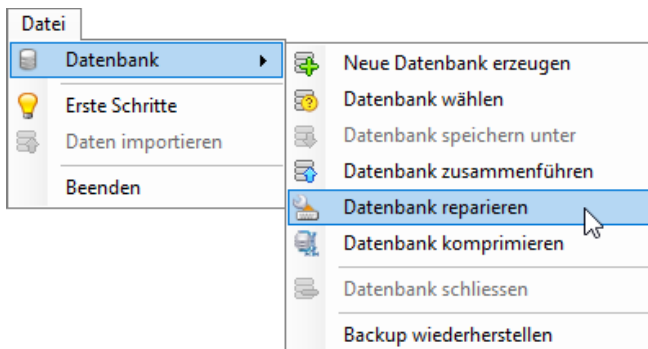 Datei
Datenbank
Erste Schritte
Daten importieren
Beenden
Neue Datenbank erzeugen
Datenbank wählen
Datenbank speichern unter
Datenbank zusammenführen
Datenbank reparieren
Datenbank komprimieren
Datenbank schliessen
Backup wiederherstellen